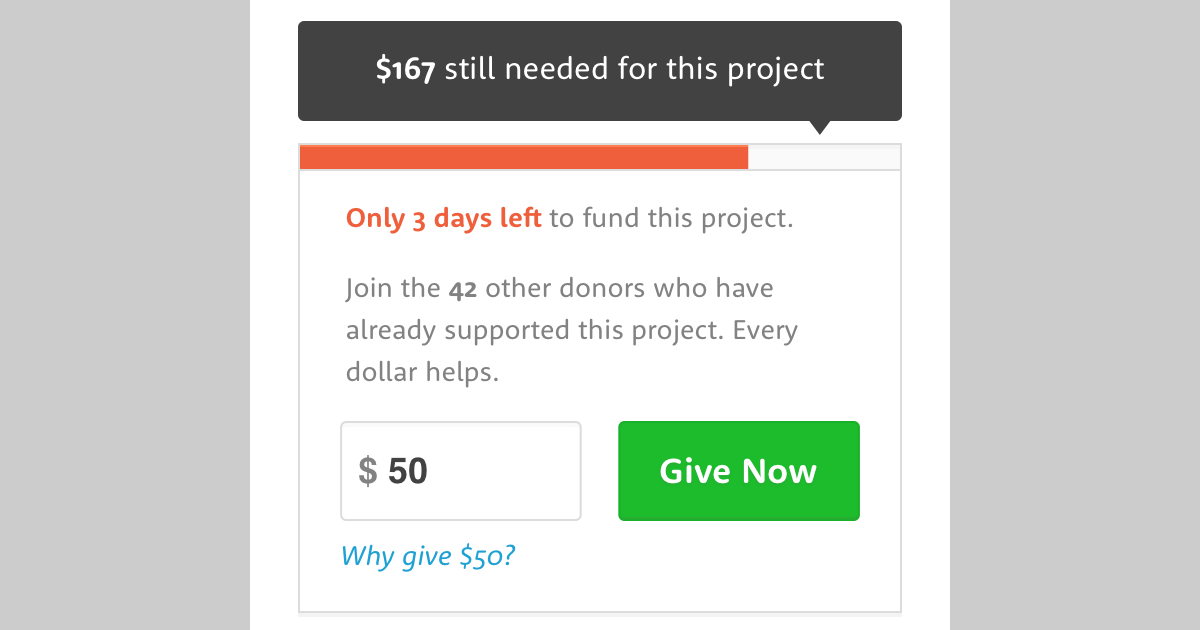 $167 still needed for this project
Only 3 days left to fund this project.
Join the 42 other donors who have
already supported this project. Every
dollar helps.
$ 50
Give Now
Why give $50?